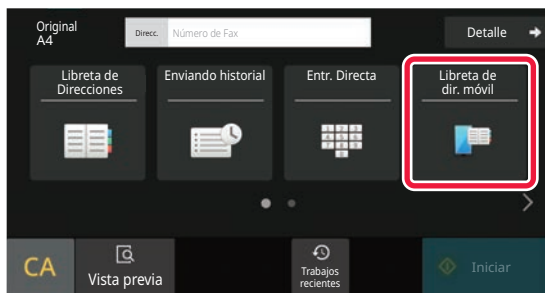 Original
A4
Direcc.
Número de Fax
Detalle
Libreta de
Direcciones
Enviando historial
Entr. Directa
Libreta de
dir. móvil
CA
Vista previa
Trabajos
recientes
Iniciar